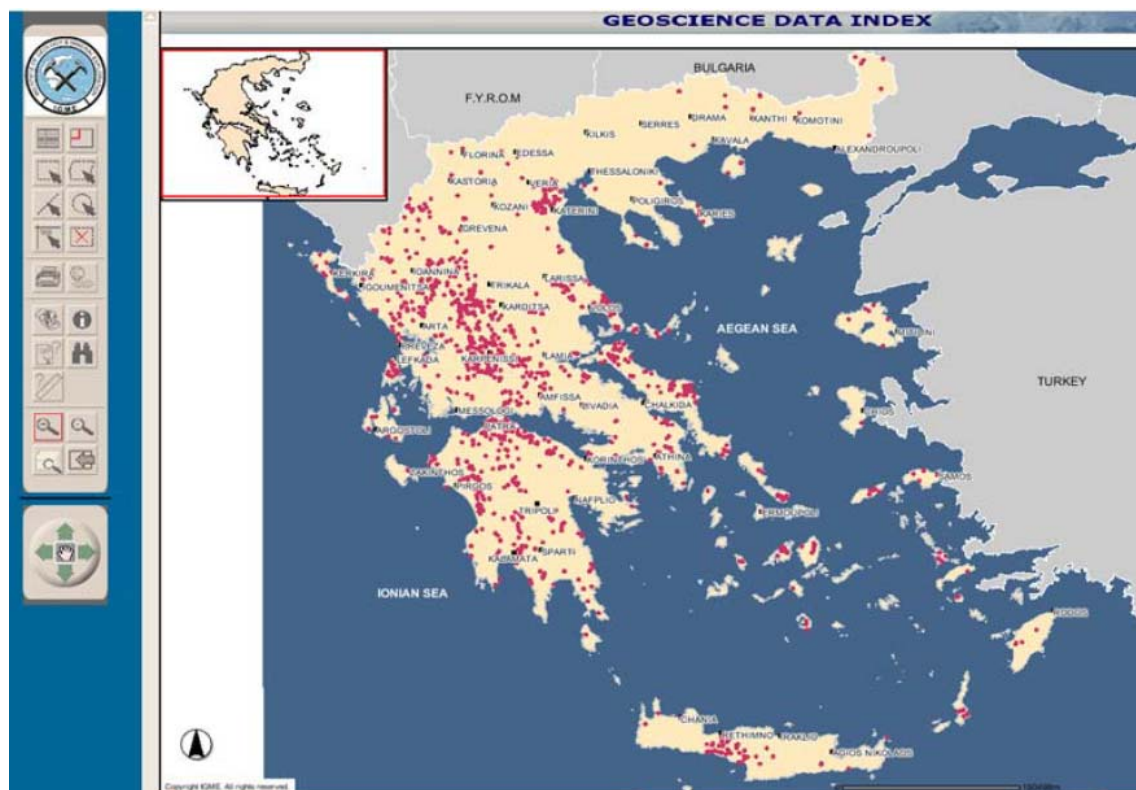 GEOSCIENCE DATA INDEX
BULGARIA
F.Y.R.O.M
DRAMA
XANTHI
KOMOTINI
SERRES
KILKIS
KAVALA
ALEXANDROUPOLI
FLORINA
EDESSA
THESSALONIKI
KASTORIA
VERIA
POLIGIROS
KOZANI
KATERINI
KARIES
GREVENA
KERKIRA
IOANNINA
LARISSA
IGOUMENITSA
TRIKALA
KARDITSA
VOLOS
AEGEAN SEA
ARTA
MITILINI
PREVEZA
LEFKADA
KARPENISSI
LAMIA
TURKEY
AMFISSA
LIVADIA
CHALKIDA
MESSOLOGI
CHIOS
ARGOSTOLI
PATRA
KORINTHOS
ATHINA
ZAKINTHOS
PIRGOS
SAMOS
NAFPLIO
TRIPOLI
ERMOUPOLI
KALAMATA
SPARTI
IONIAN SEA
RODOS
CHANIA
RETHIMNO
IRAKLIO
AGIOS NIKOLAOS
Copyright IGME. All rights reserved.